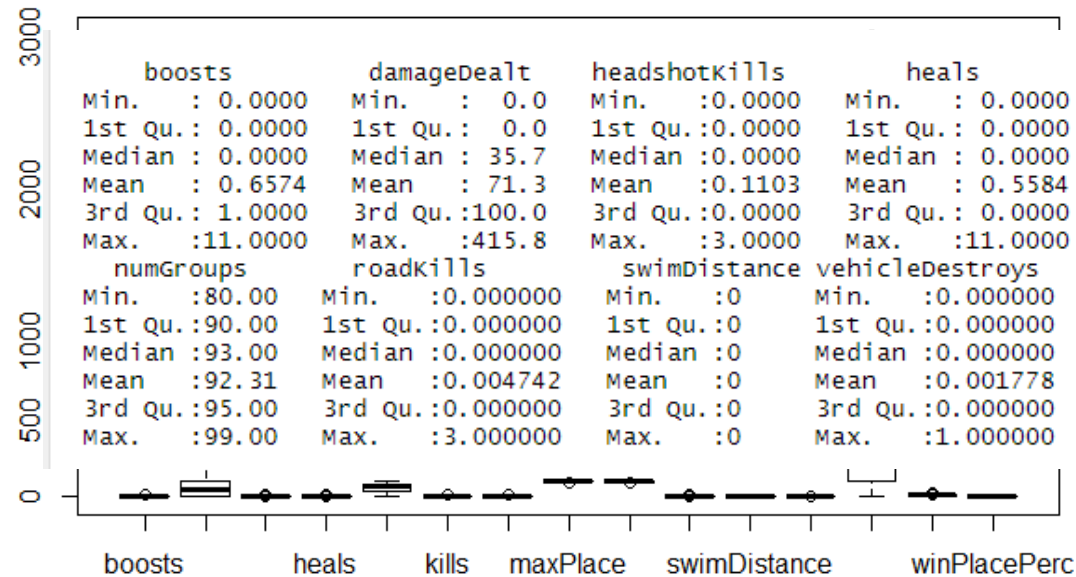 3000
2000
1000
500
0
boosts damageDealt headshotKills heals
Min. : 0.0000 Min. : 0.0 Min. :0.0000 Min. : 0.0000
1st Qu.: 0.0000 1st Qu.: 0.0 1st Qu.:0.0000 1st Qu.: 0.0000
Median : 0.0000 Median : 35.7 Median :0.0000 Median : 0.0000
Mean : 0.6574 Mean : 71.3 Mean :0.1103 Mean : 0.5584
3rd Qu.: 1.0000 3rd Qu.:100.0 3rd Qu.:0.0000 3rd Qu.: 0.0000
Max. :11.0000 Max. :415.8 Max. :3.0000 Max. :11.0000
numGroups roadKills swimDistance vehicleDestroys
Min. :80.00 Min. :0.000000 Min. :0 Min. :0.000000
1st Qu.:90.00 1st Qu.:0.000000 1st Qu.:0 1st Qu.:0.000000
Median :93.00 Median :0.000000 Median :0 Median :0.000000
Mean :92.31 Mean :0.004742 Mean :0 Mean :0.001778
3rd Qu.:95.00 3rd Qu.:0.000000 3rd Qu.:0 3rd Qu.:0.000000
Max. :99.00 Max. :3.000000 Max. :0 Max. :1.000000
boosts heals kills maxPlace swimDistance winPlacePerc